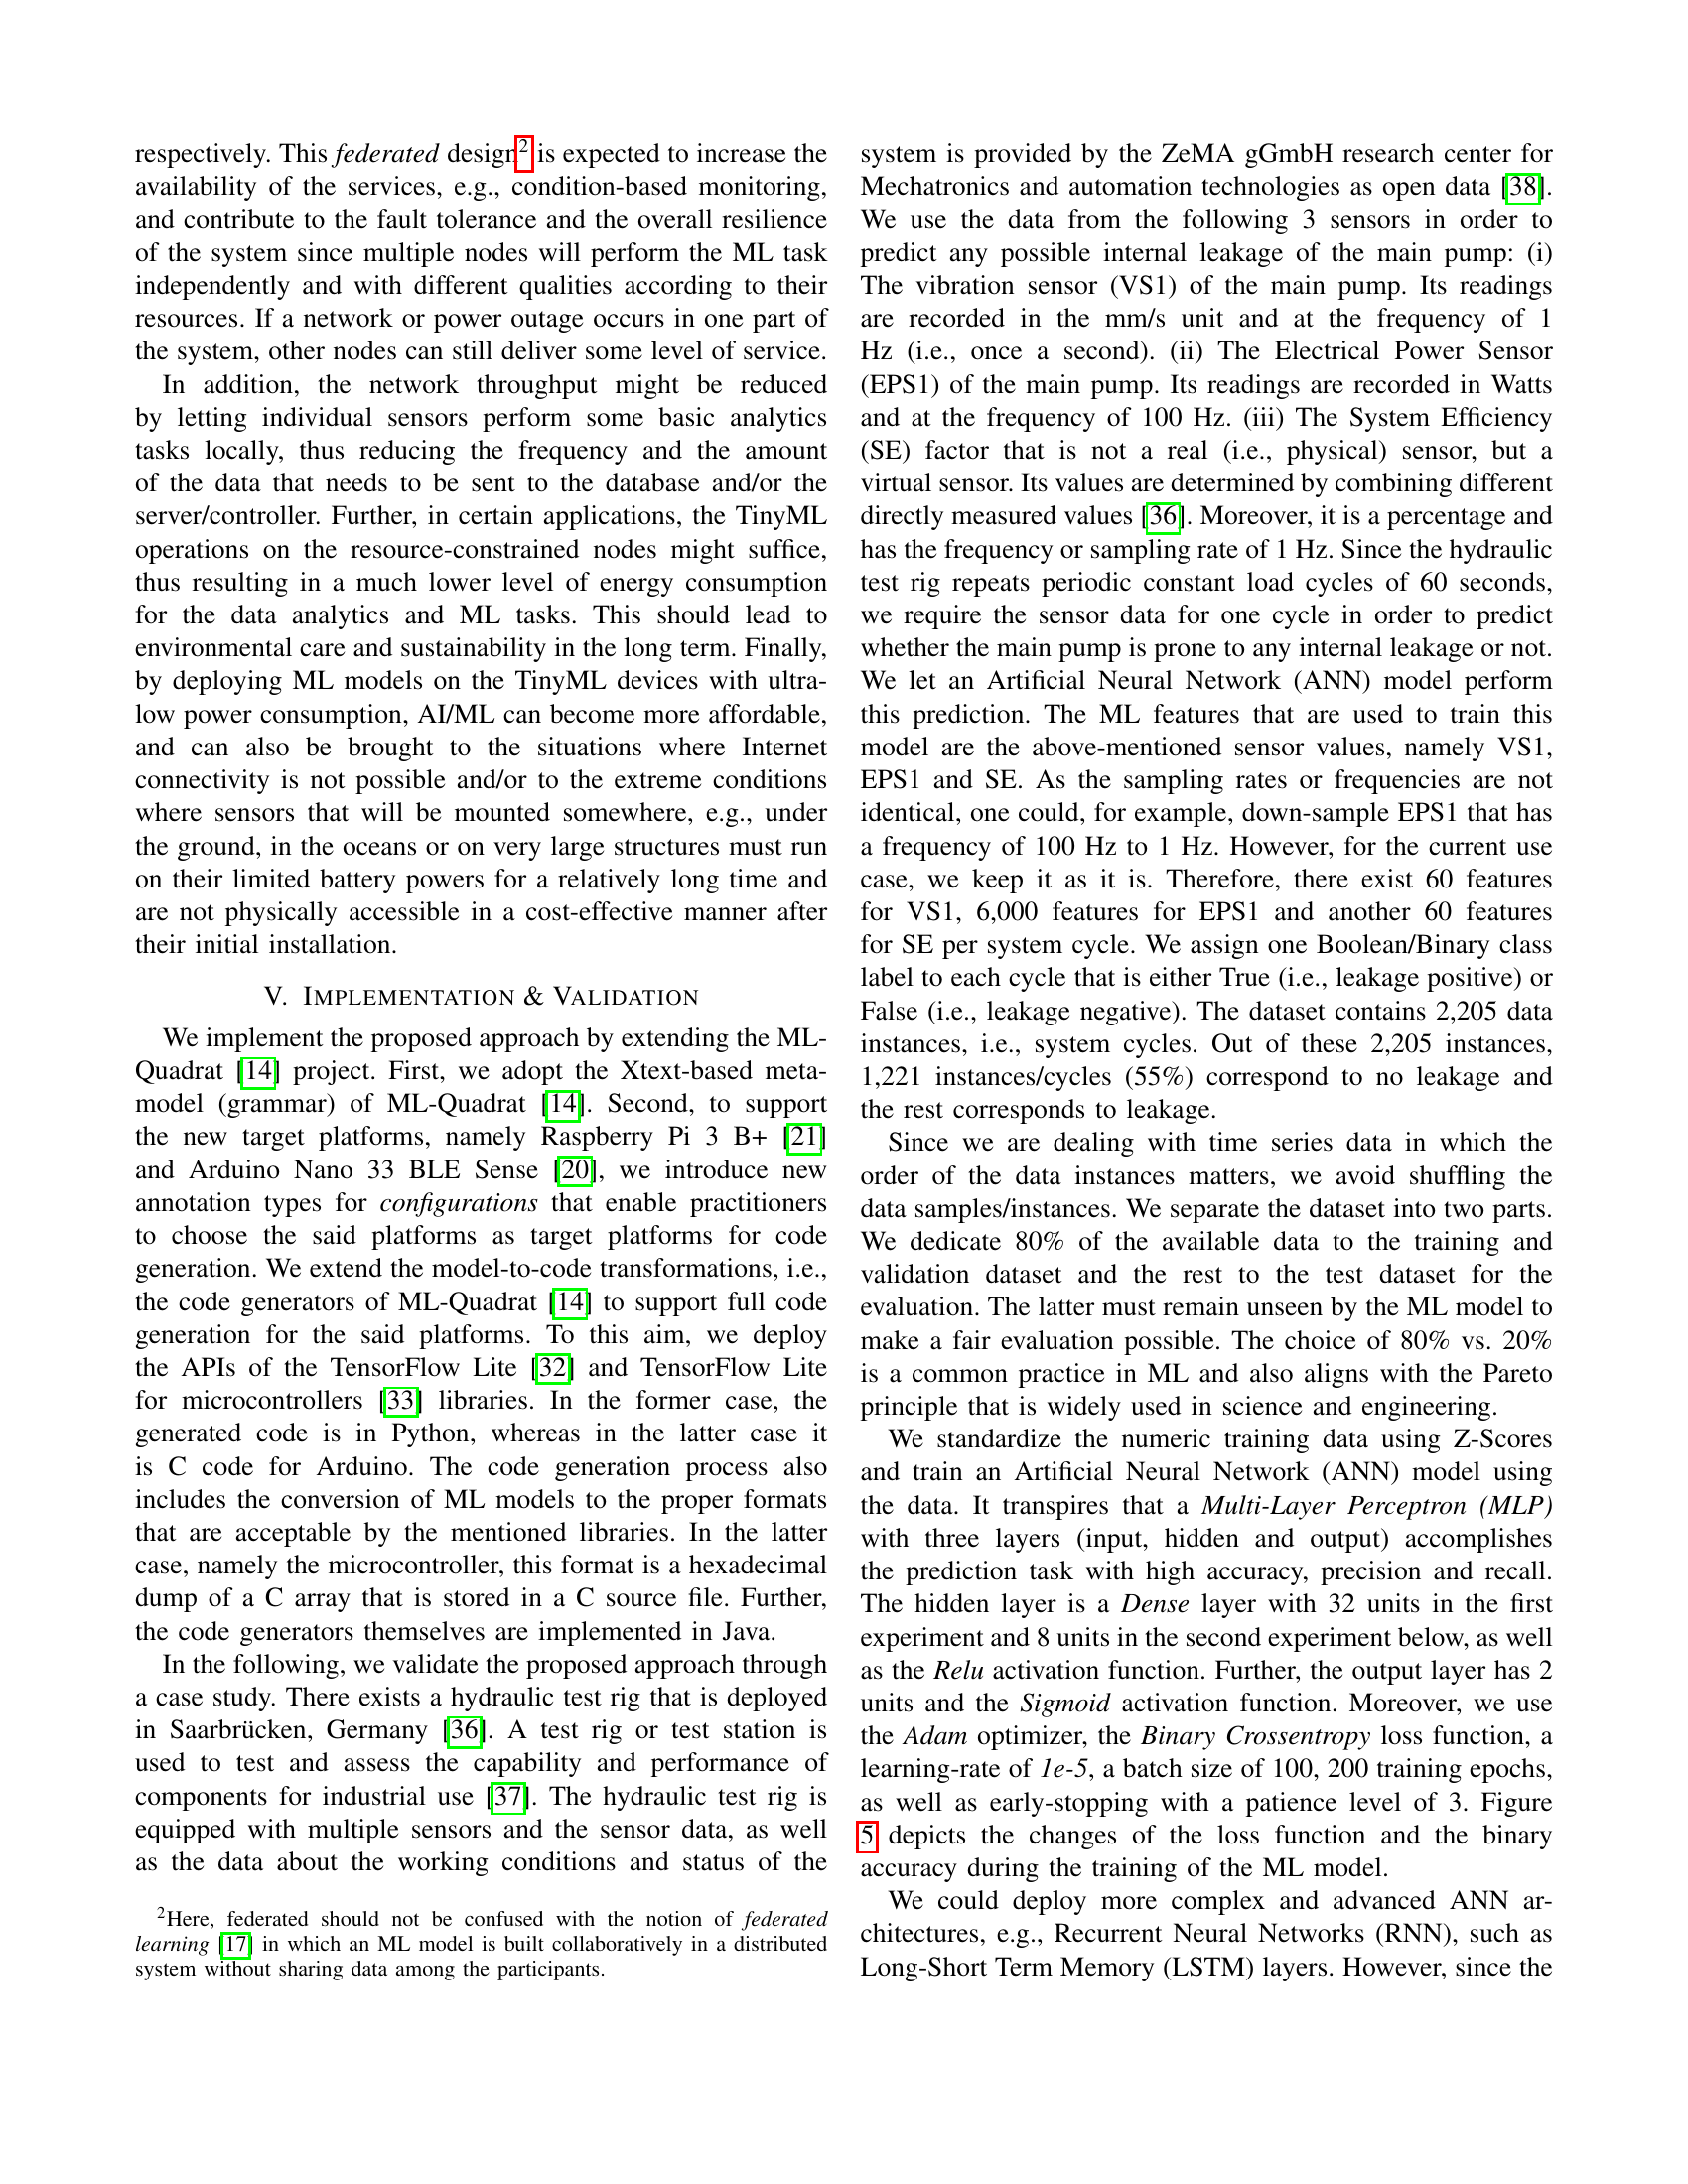 respectively. This federated design2 is expected to increase the
availability of the services, e.g., condition-based monitoring,
and contribute to the fault tolerance and the overall resilience
of the system since multiple nodes will perform the ML task
independently and with different qualities according to their
resources. If a network or power outage occurs in one part of
the system, other nodes can still deliver some level of service.
In addition, the network throughput might be reduced
by letting individual sensors perform some basic analytics
tasks locally, thus reducing the frequency and the amount
of the data that needs to be sent to the database and/or the
server/controller. Further, in certain applications, the TinyML
operations on the resource-constrained nodes might suffice,
thus resulting in a much lower level of energy consumption
for the data analytics and ML tasks. This should lead to
environmental care and sustainability in the long term. Finally,
by deploying ML models on the TinyML devices with ultra-
low power consumption, AI/ML can become more affordable,
and can also be brought to the situations where Internet
connectivity is not possible and/or to the extreme conditions
where sensors that will be mounted somewhere, e.g., under
the ground, in the oceans or on very large structures must run
on their limited battery powers for a relatively long time and
are not physically accessible in a cost-effective manner after
their initial installation.
V. IMPLEMENTATION & VALIDATION
We implement the proposed approach by extending the ML-
Quadrat [14] project. First, we adopt the Xtext-based meta-
model (grammar) of ML-Quadrat [14]. Second, to support
the new target platforms, namely Raspberry Pi 3 B+ [21]
and Arduino Nano 33 BLE Sense [20], we introduce new
annotation types for configurations that enable practitioners
to choose the said platforms as target platforms for code
generation. We extend the model-to-code transformations, i.e.,
the code generators of ML-Quadrat [14] to support full code
generation for the said platforms. To this aim, we deploy
the APIs of the TensorFlow Lite [32] and TensorFlow Lite
for microcontrollers [33] libraries. In the former case, the
generated code is in Python, whereas in the latter case it
is C code for Arduino. The code generation process also
includes the conversion of ML models to the proper formats
that are acceptable by the mentioned libraries. In the latter
case, namely the microcontroller, this format is a hexadecimal
dump of a C array that is stored in a C source file. Further,
the code generators themselves are implemented in Java.
In the following, we validate the proposed approach through
a case study. There exists a hydraulic test rig that is deployed
in Saarbrücken, Germany [36]. A test rig or test station is
used to test and assess the capability and performance of
components for industrial use [37]. The hydraulic test rig is
equipped with multiple sensors and the sensor data, as well
as the data about the working conditions and status of the
2Here, federated should not be confused with the notion of federated
learning [17] in which an ML model is built collaboratively in a distributed
system without sharing data among the participants.
system is provided by the ZeMA gGmbH research center for
Mechatronics and automation technologies as open data [38].
We use the data from the following 3 sensors in order to
predict any possible internal leakage of the main pump: (i)
The vibration sensor (VS1) of the main pump. Its readings
are recorded in the mm/s unit and at the frequency of 1
Hz (i.e., once a second). (ii) The Electrical Power Sensor
(EPS1) of the main pump. Its readings are recorded in Watts
and at the frequency of 100 Hz. (iii) The System Efficiency
(SE) factor that is not a real (i.e., physical) sensor, but a
virtual sensor. Its values are determined by combining different
directly measured values [36]. Moreover, it is a percentage and
has the frequency or sampling rate of 1 Hz. Since the hydraulic
test rig repeats periodic constant load cycles of 60 seconds,
we require the sensor data for one cycle in order to predict
whether the main pump is prone to any internal leakage or not.
We let an Artificial Neural Network (ANN) model perform
this prediction. The ML features that are used to train this
model are the above-mentioned sensor values, namely VS1,
EPS1 and SE. As the sampling rates or frequencies are not
identical, one could, for example, down-sample EPS1 that has
a frequency of 100 Hz to 1 Hz. However, for the current use
case, we keep it as it is. Therefore, there exist 60 features
for VS1, 6,000 features for EPS1 and another 60 features
for SE per system cycle. We assign one Boolean/Binary class
label to each cycle that is either True (i.e., leakage positive) or
False (i.e., leakage negative). The dataset contains 2,205 data
instances, i.e., system cycles. Out of these 2,205 instances,
1,221 instances/cycles (55%) correspond to no leakage and
the rest corresponds to leakage.
Since we are dealing with time series data in which the
order of the data instances matters, we avoid shuffling the
data samples/instances. We separate the dataset into two parts.
We dedicate 80% of the available data to the training and
validation dataset and the rest to the test dataset for the
evaluation. The latter must remain unseen by the ML model to
make a fair evaluation possible. The choice of 80% vs. 20%
is a common practice in ML and also aligns with the Pareto
principle that is widely used in science and engineering.
We standardize the numeric training data using Z-Scores
and train an Artificial Neural Network (ANN) model using
the data. It transpires that a Multi-Layer Perceptron (MLP)
with three layers (input, hidden and output) accomplishes
the prediction task with high accuracy, precision and recall.
The hidden layer is a Dense layer with 32 units in the first
experiment and 8 units in the second experiment below, as well
as the Relu activation function. Further, the output layer has 2
units and the Sigmoid activation function. Moreover, we use
the Adam optimizer, the Binary Crossentropy loss function, a
learning-rate of 1e-5, a batch size of 100, 200 training epochs,
as well as early-stopping with a patience level of 3. Figure
5 depicts the changes of the loss function and the binary
accuracy during the training of the ML model.
We could deploy more complex and advanced ANN ar-
chitectures, e.g., Recurrent Neural Networks (RNN), such as
Long-Short Term Memory (LSTM) layers. However, since the